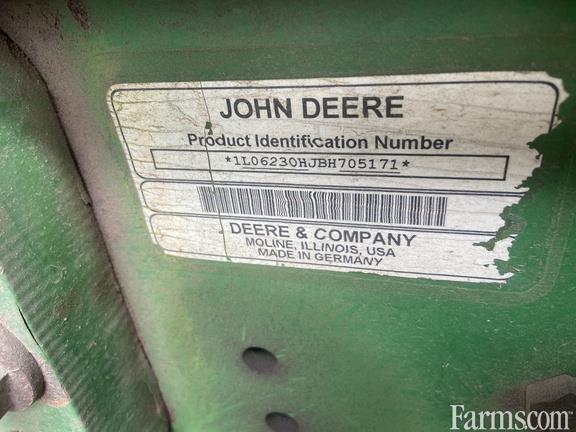 JOHN DEERE
Product Identification Number
*1L06230HJBH705171*
DEERE & COMPANY
MOLINE, ILLINOIS, USA
MADE IN GERMANY
Farms.com